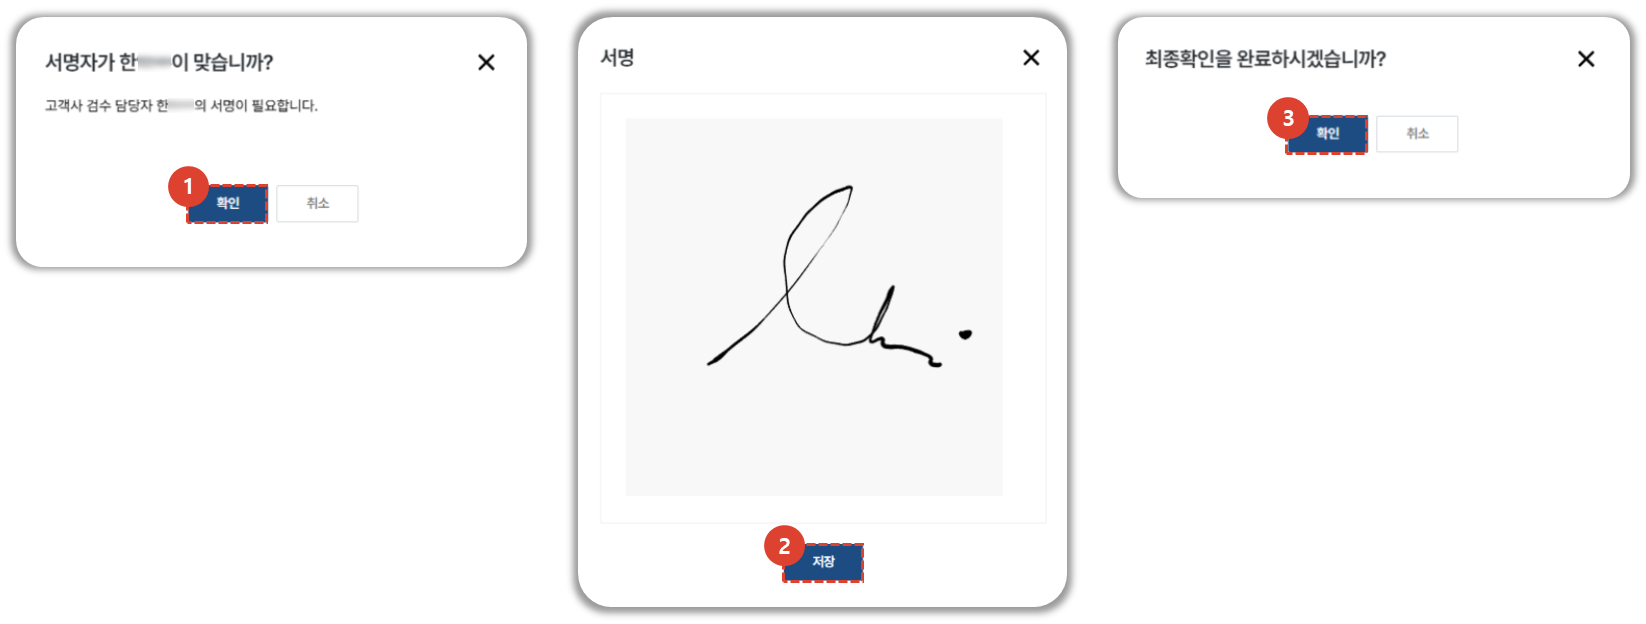 서명자가 한 이 맞습니까?
고객사 검수 담당자 한 의 서명이 필요합니다.
1
확인
취소
서명
2
저장
최종확인을 완료하시겠습니까?
3
확인
취소